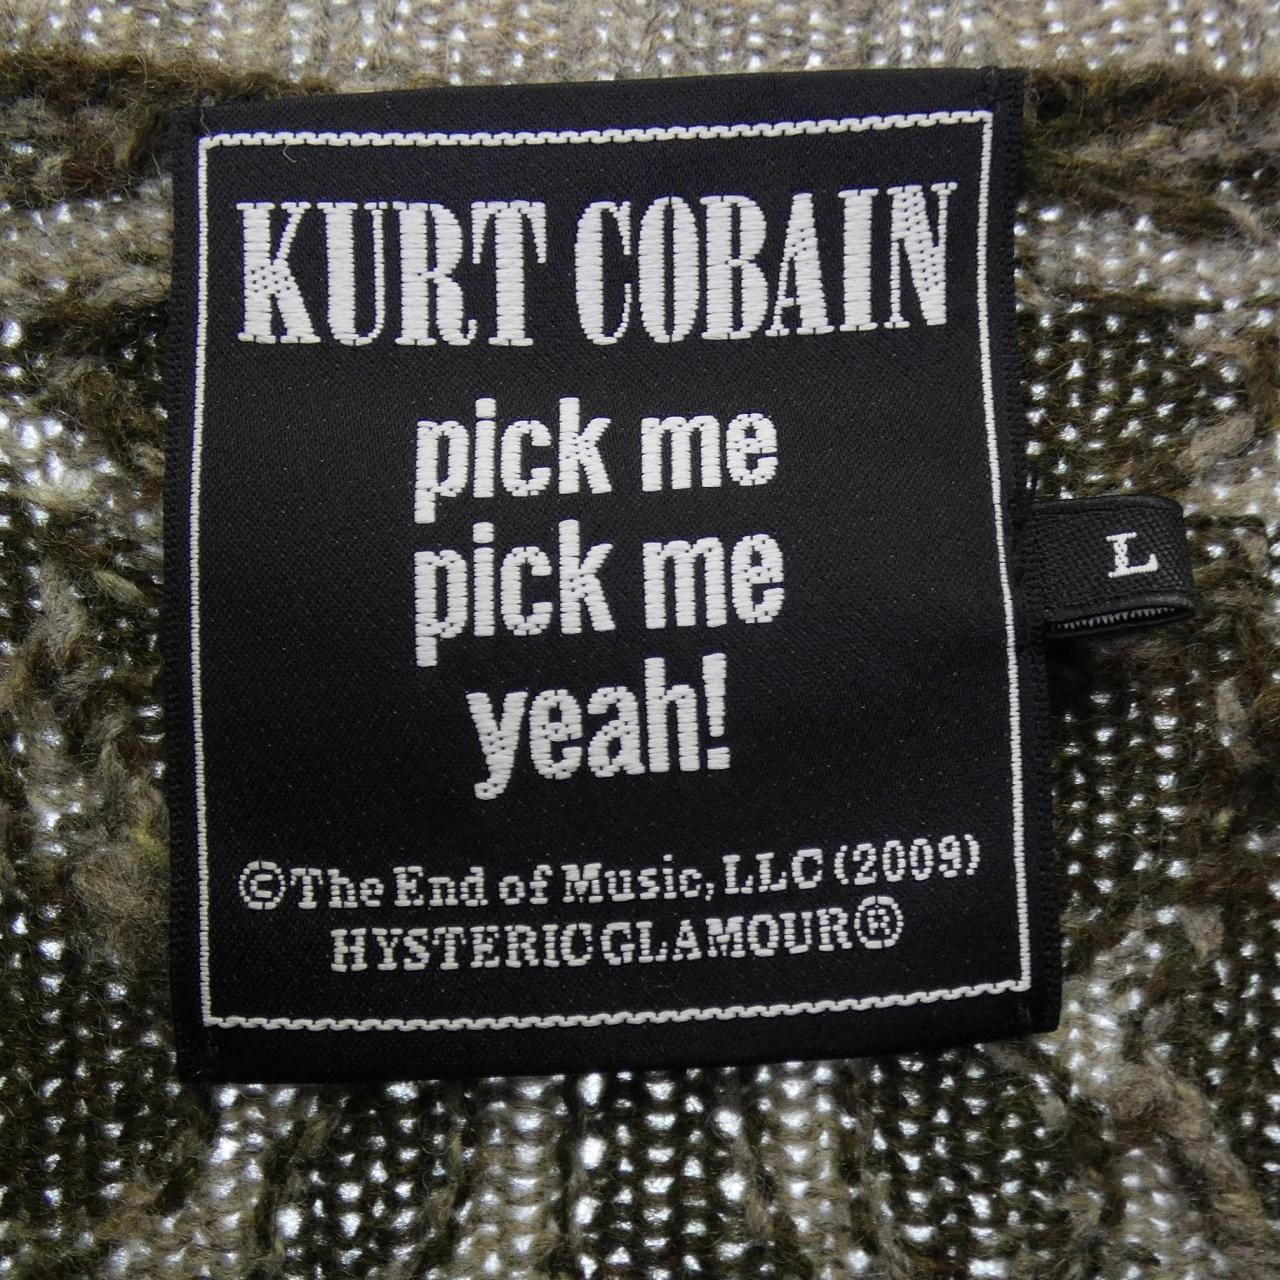 KURT COBAIN
pick me
pick me
yeah!
L
©The End of Music, LLC (2009)
HYSTERIC GLAMOUR®